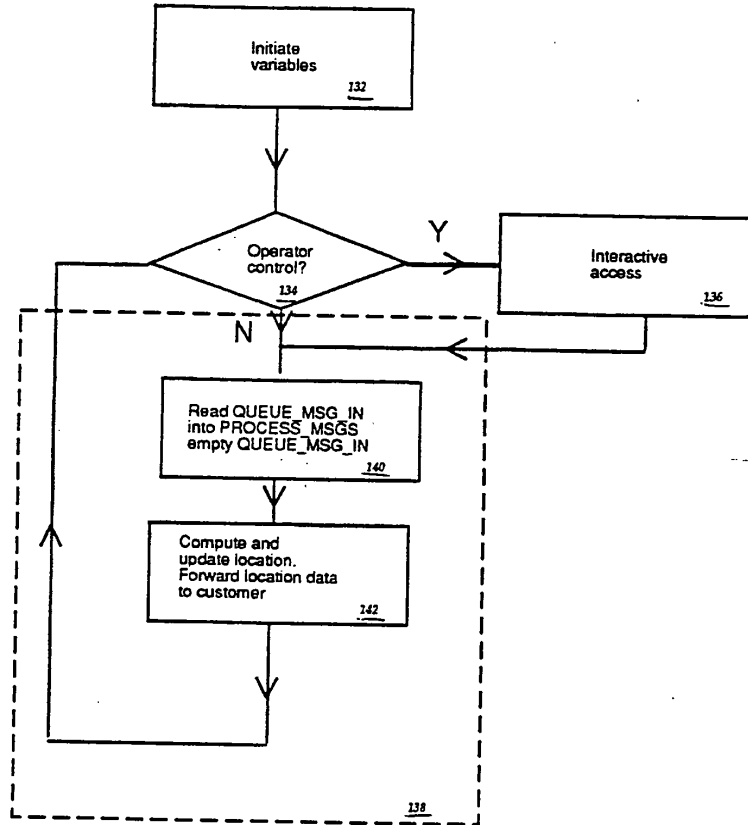 Initiate
variables
132
Operator
control?
134
Y
Interactive
access
136
N
Read QUEUE_MSG_IN
into PROCESS_MSGS
empty QUEUE_MSG_IN
140
Compute and
update location.
Forward location data
to customer
142
138